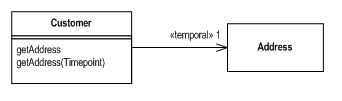 Customer
getAddress
getAddress(Timepoint)
«temporal» 1
Address